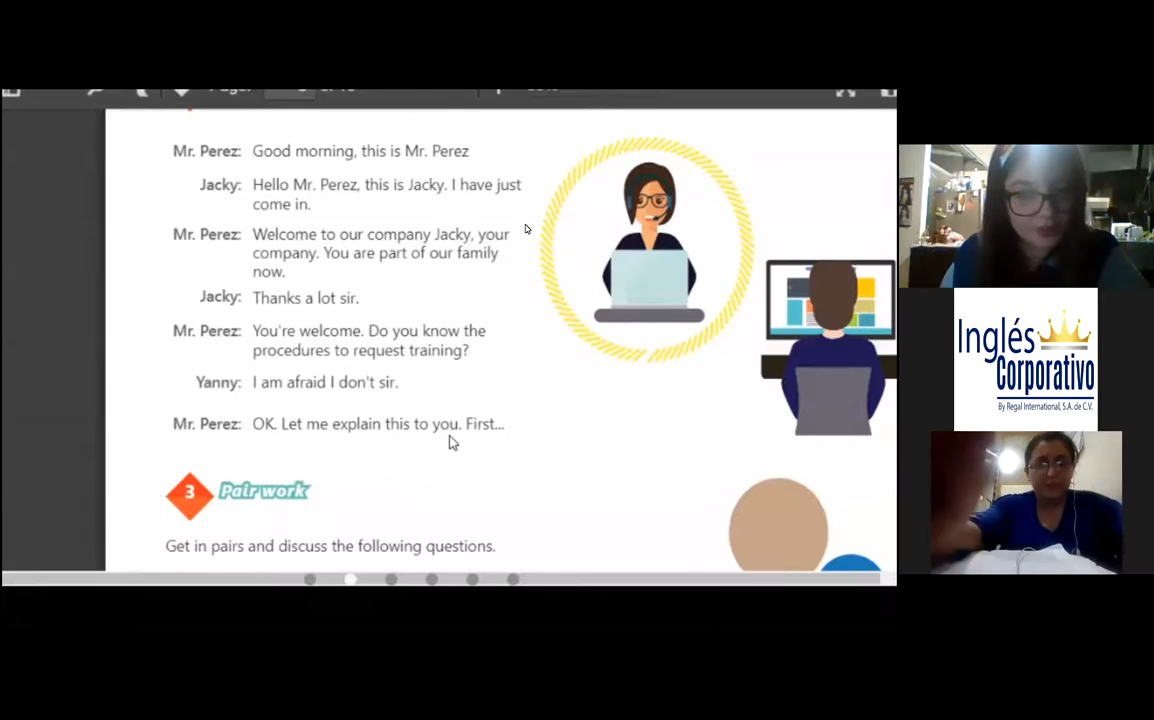 Mr. Perez: Good morning, this is Mr. Perez
Jacky: Hello Mr. Perez, this is Jacky. I have just
come in.
Mr. Perez: Welcome to our company Jacky, your
company. You are part of our family
now.
Jacky: Thanks a lot sir.
Mr. Perez: You're welcome. Do you know the
procedures to request training?
Yanny: I am afraid I don't sir.
Mr. Perez: OK. Let me explain this to you. First...
3 Pair work
Get in pairs and discuss the following questions.
Inglés
Corporativo
By Regal International, S.A. de C.V.